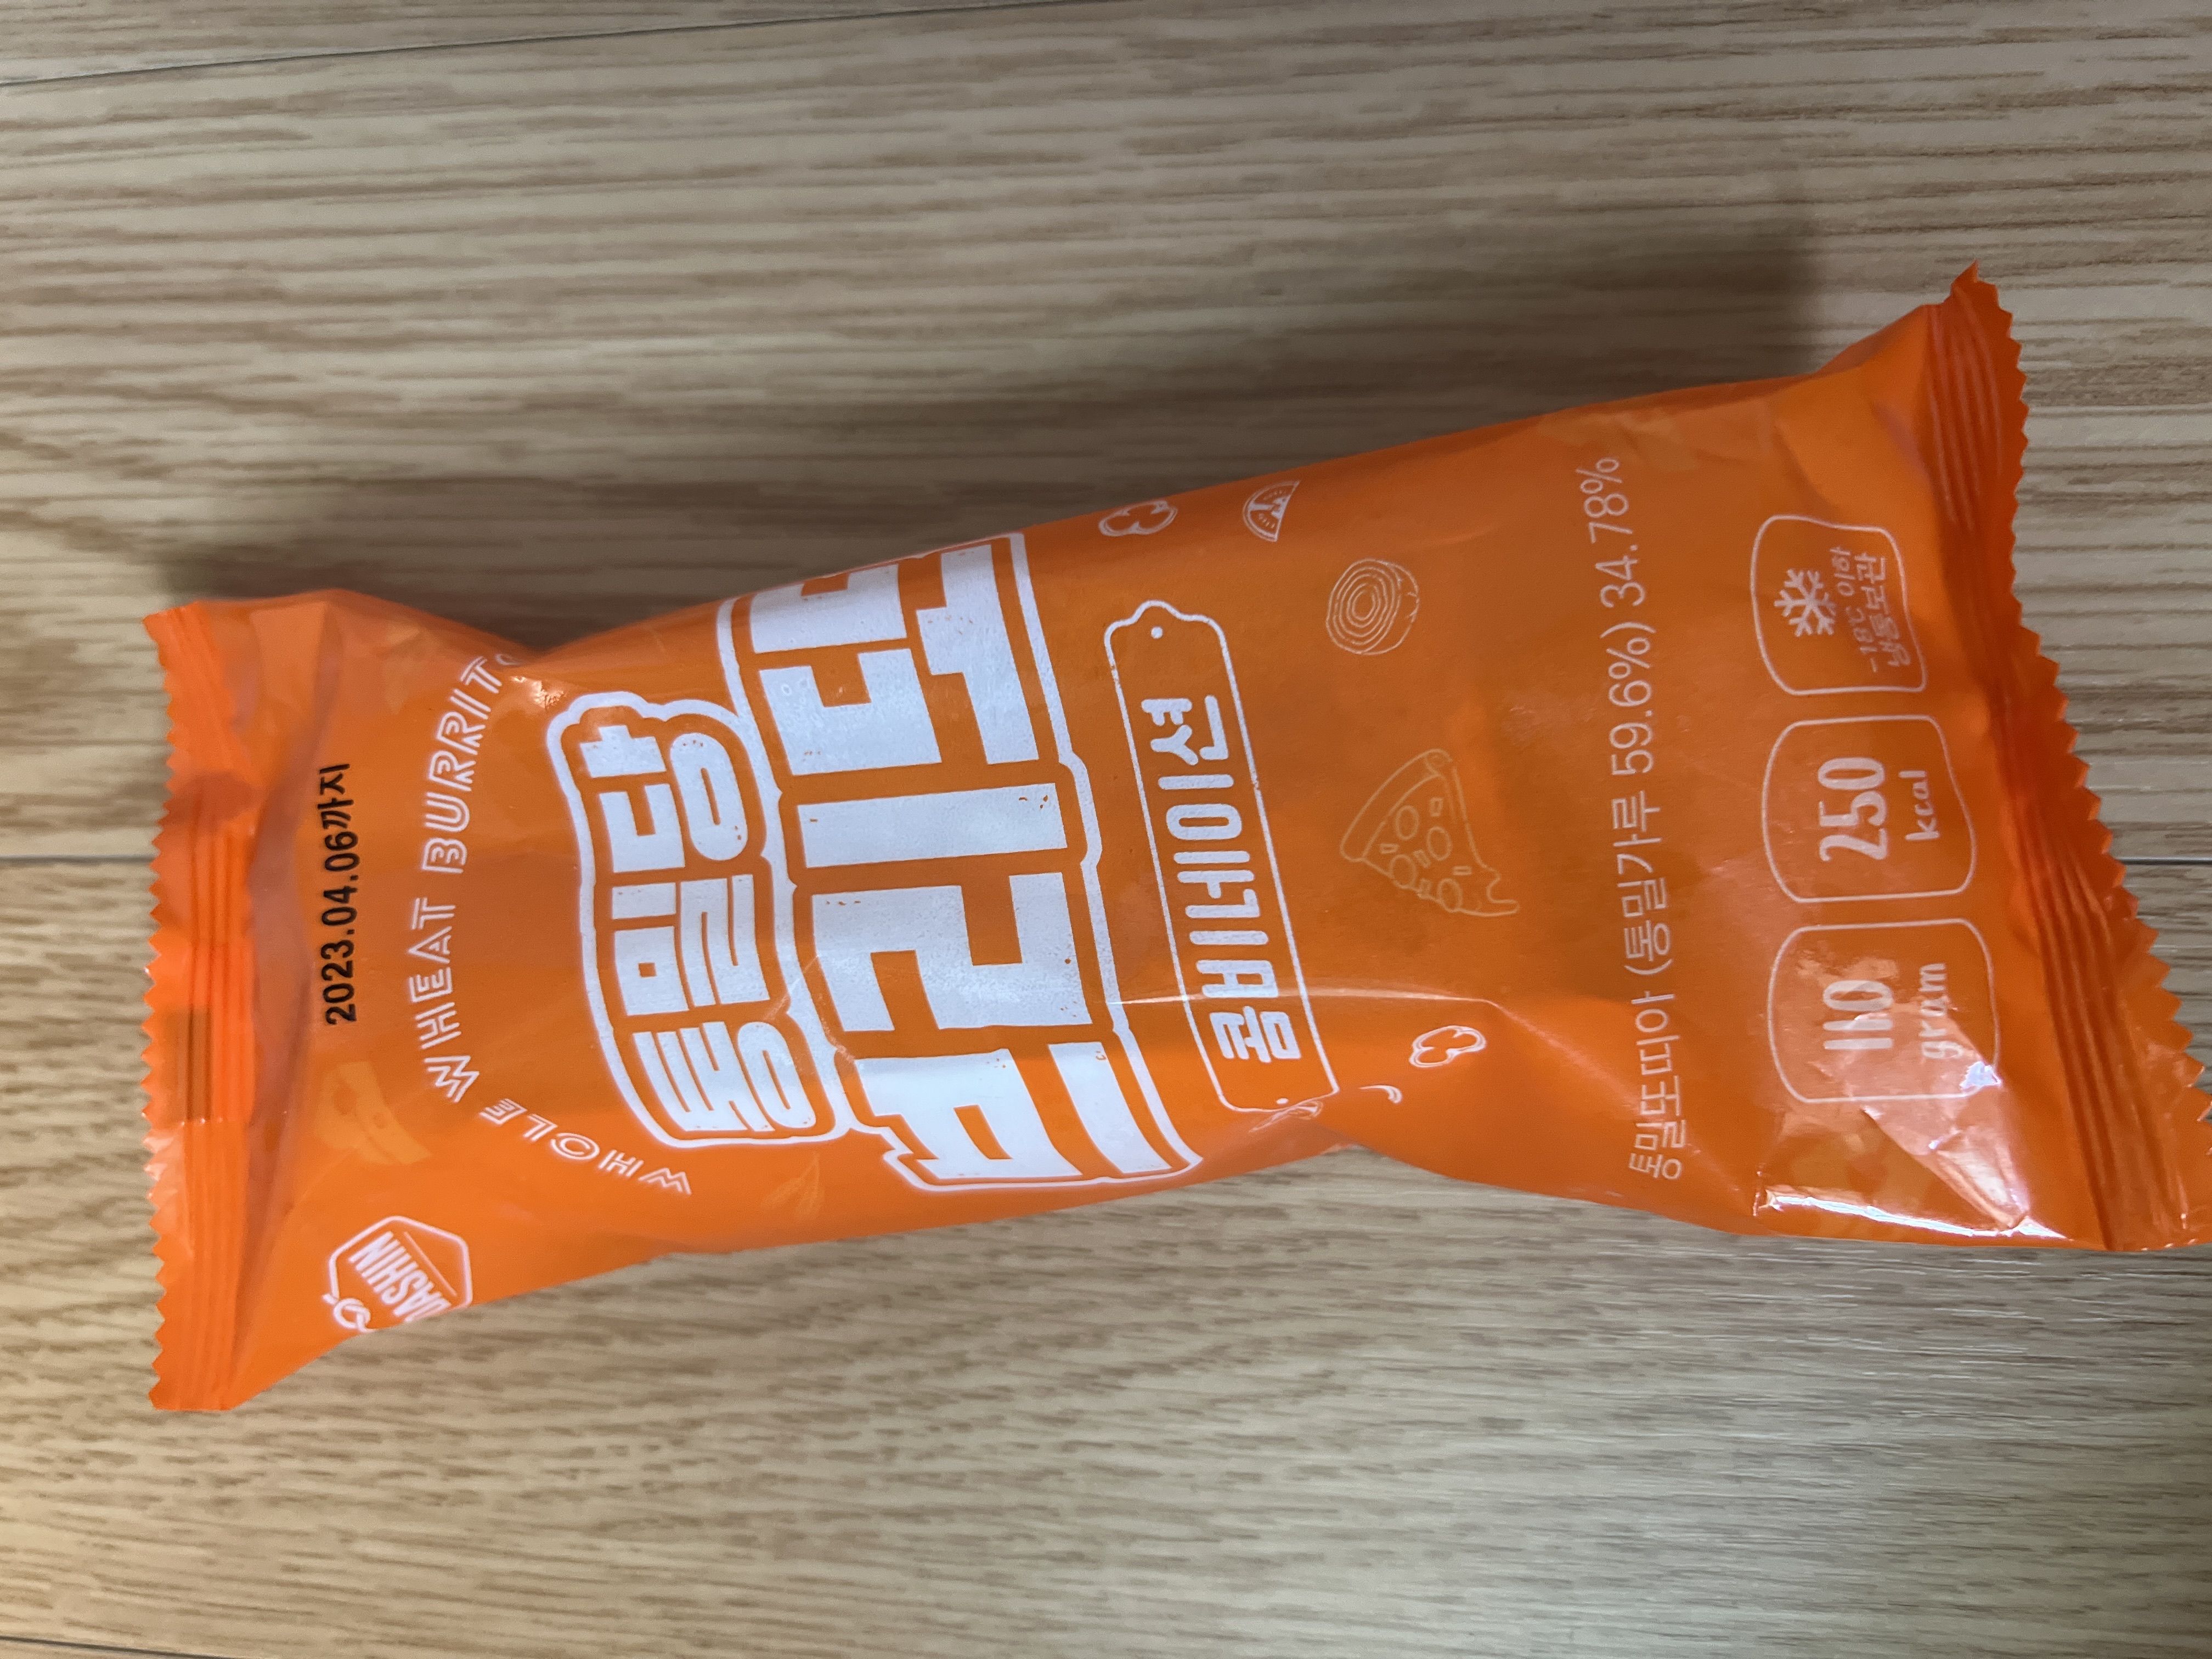 DASHIN
2023.04.06까지
WHOLE WHEAT BURRITO
통밀당
브리또
콤비네이션
통밀또띠아 (통밀가루 59.6%) 34.78%
110
gram
250
kcal
-18℃ 이하
냉동보관